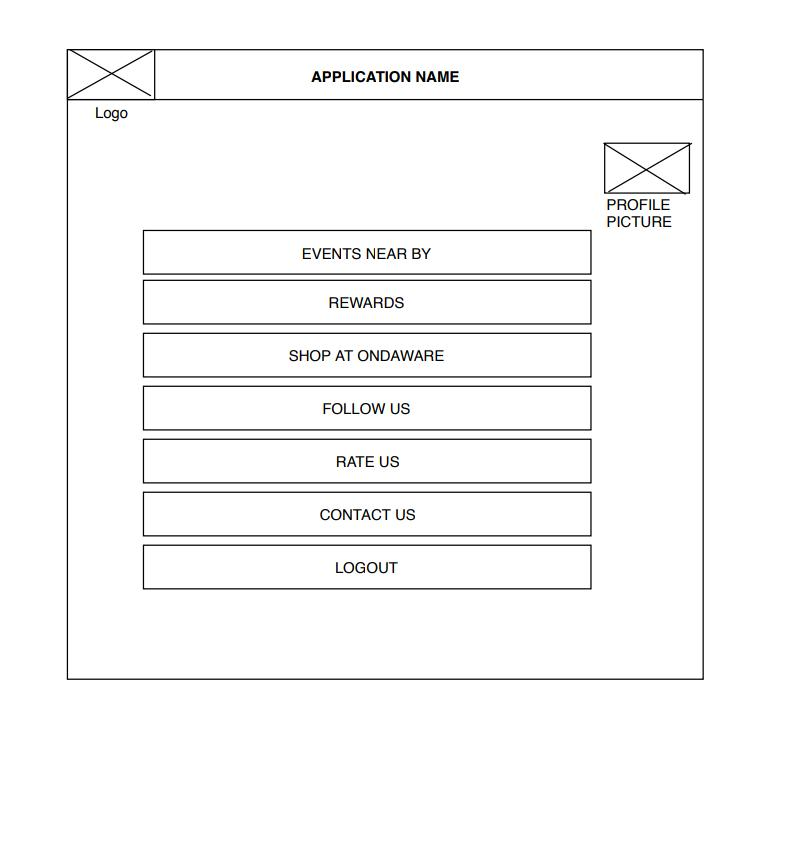 APPLICATION NAME
Logo
PROFILE
PICTURE
EVENTS NEAR BY
REWARDS
SHOP AT ONDAWARE
FOLLOW US
RATE US
CONTACT US
LOGOUT